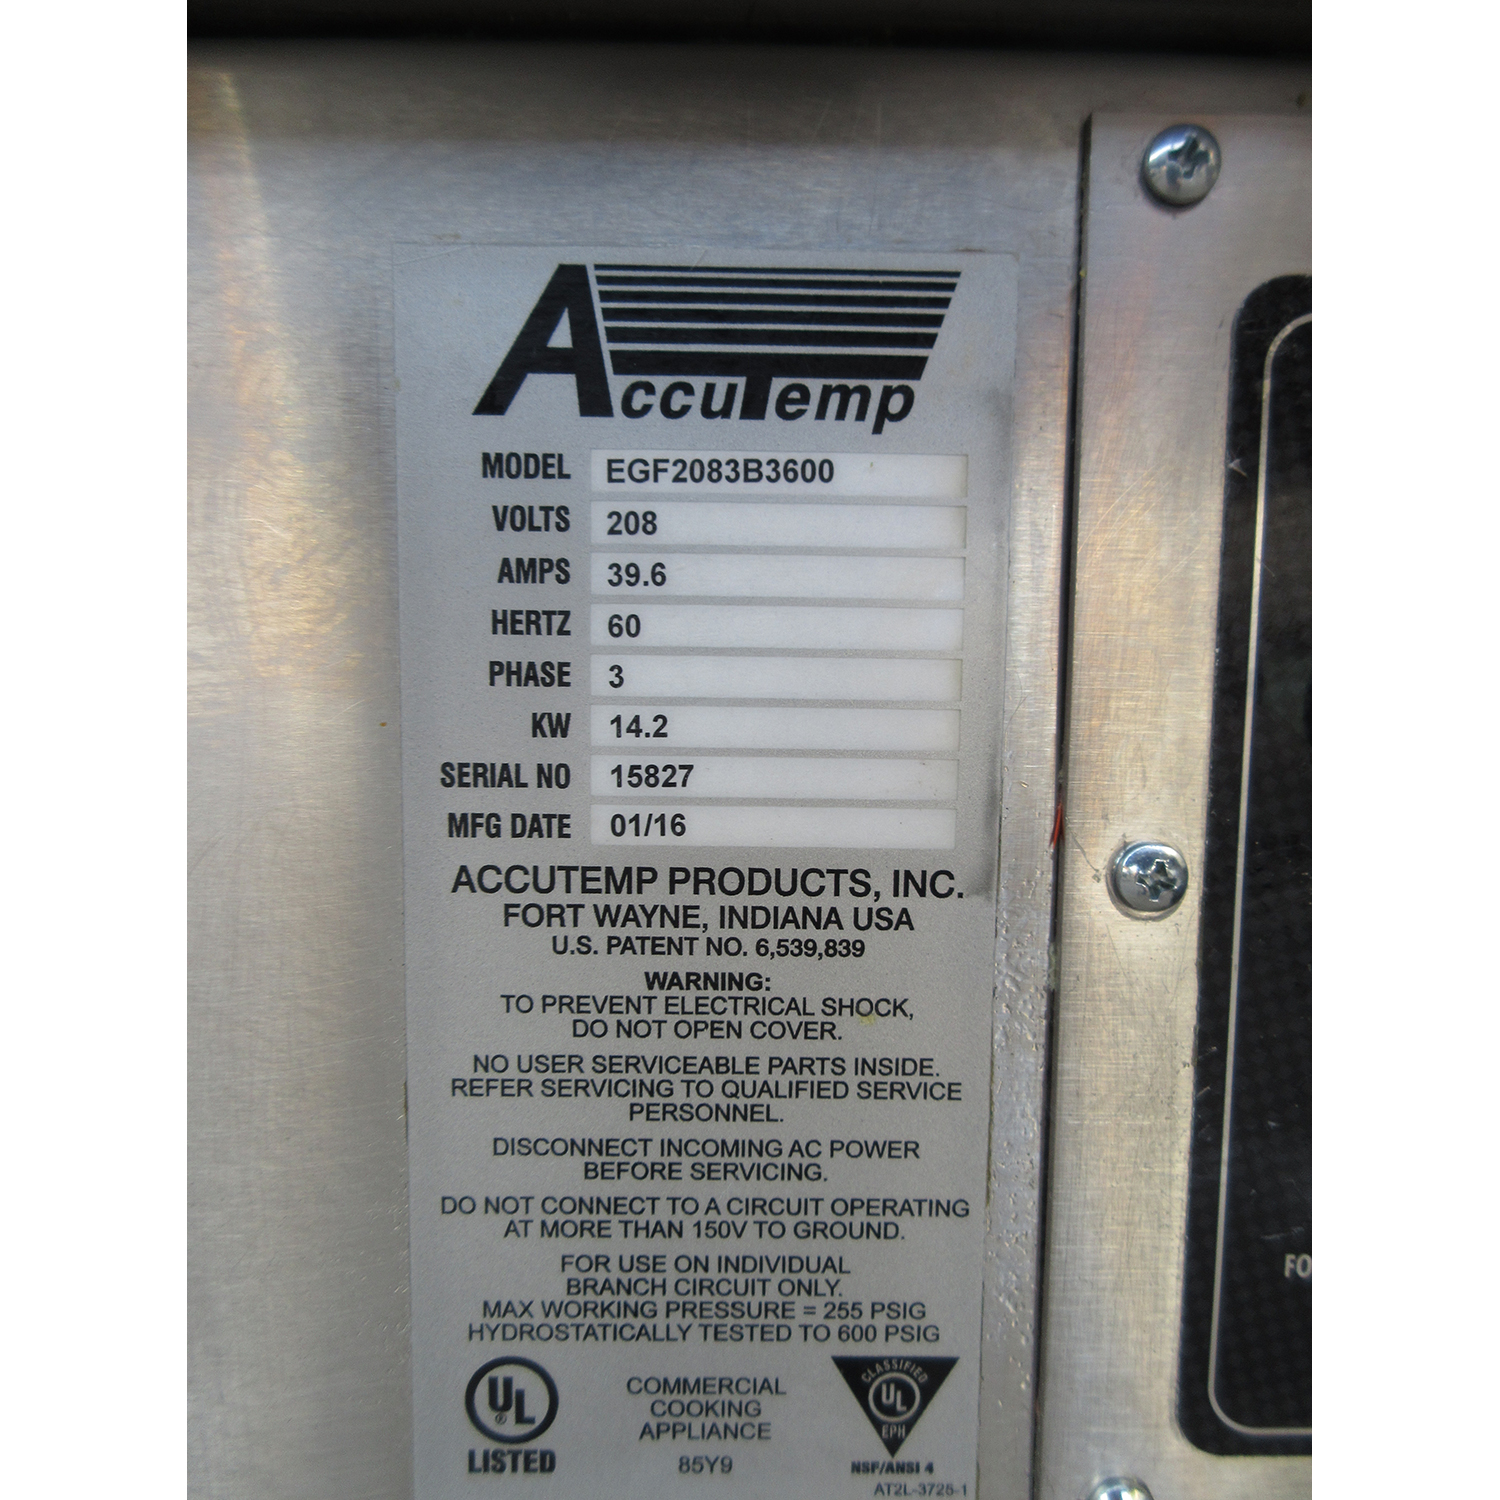 AccuTemp
MODEL EGF2083B3600
VOLTS 208
AMPS 39.6
HERTZ 60
PHASE 3
KW 14.2
SERIAL NO 15827
MFG DATE 01/16
ACCUTEMP PRODUCTS, INC.
FORT WAYNE, INDIANA USA
U.S. PATENT NO. 6,539,839
WARNING:
TO PREVENT ELECTRICAL SHOCK,
DO NOT OPEN COVER.
NO USER SERVICEABLE PARTS INSIDE.
REFER SERVICING TO QUALIFIED SERVICE
PERSONNEL.
DISCONNECT INCOMING AC POWER
BEFORE SERVICING.
DO NOT CONNECT TO A CIRCUIT OPERATING
AT MORE THAN 150V TO GROUND.
FOR USE ON INDIVIDUAL
BRANCH CIRCUIT ONLY.
MAX WORKING PRESSURE = 255 PSIG
HYDROSTATICALLY TESTED TO 600 PSIG
UL ®
LISTED
COMMERCIAL
COOKING
APPLIANCE
85Y9
CLASSIFIED
UL
EPH
NSF/ANSI 4
AT2L-3725-1
FO